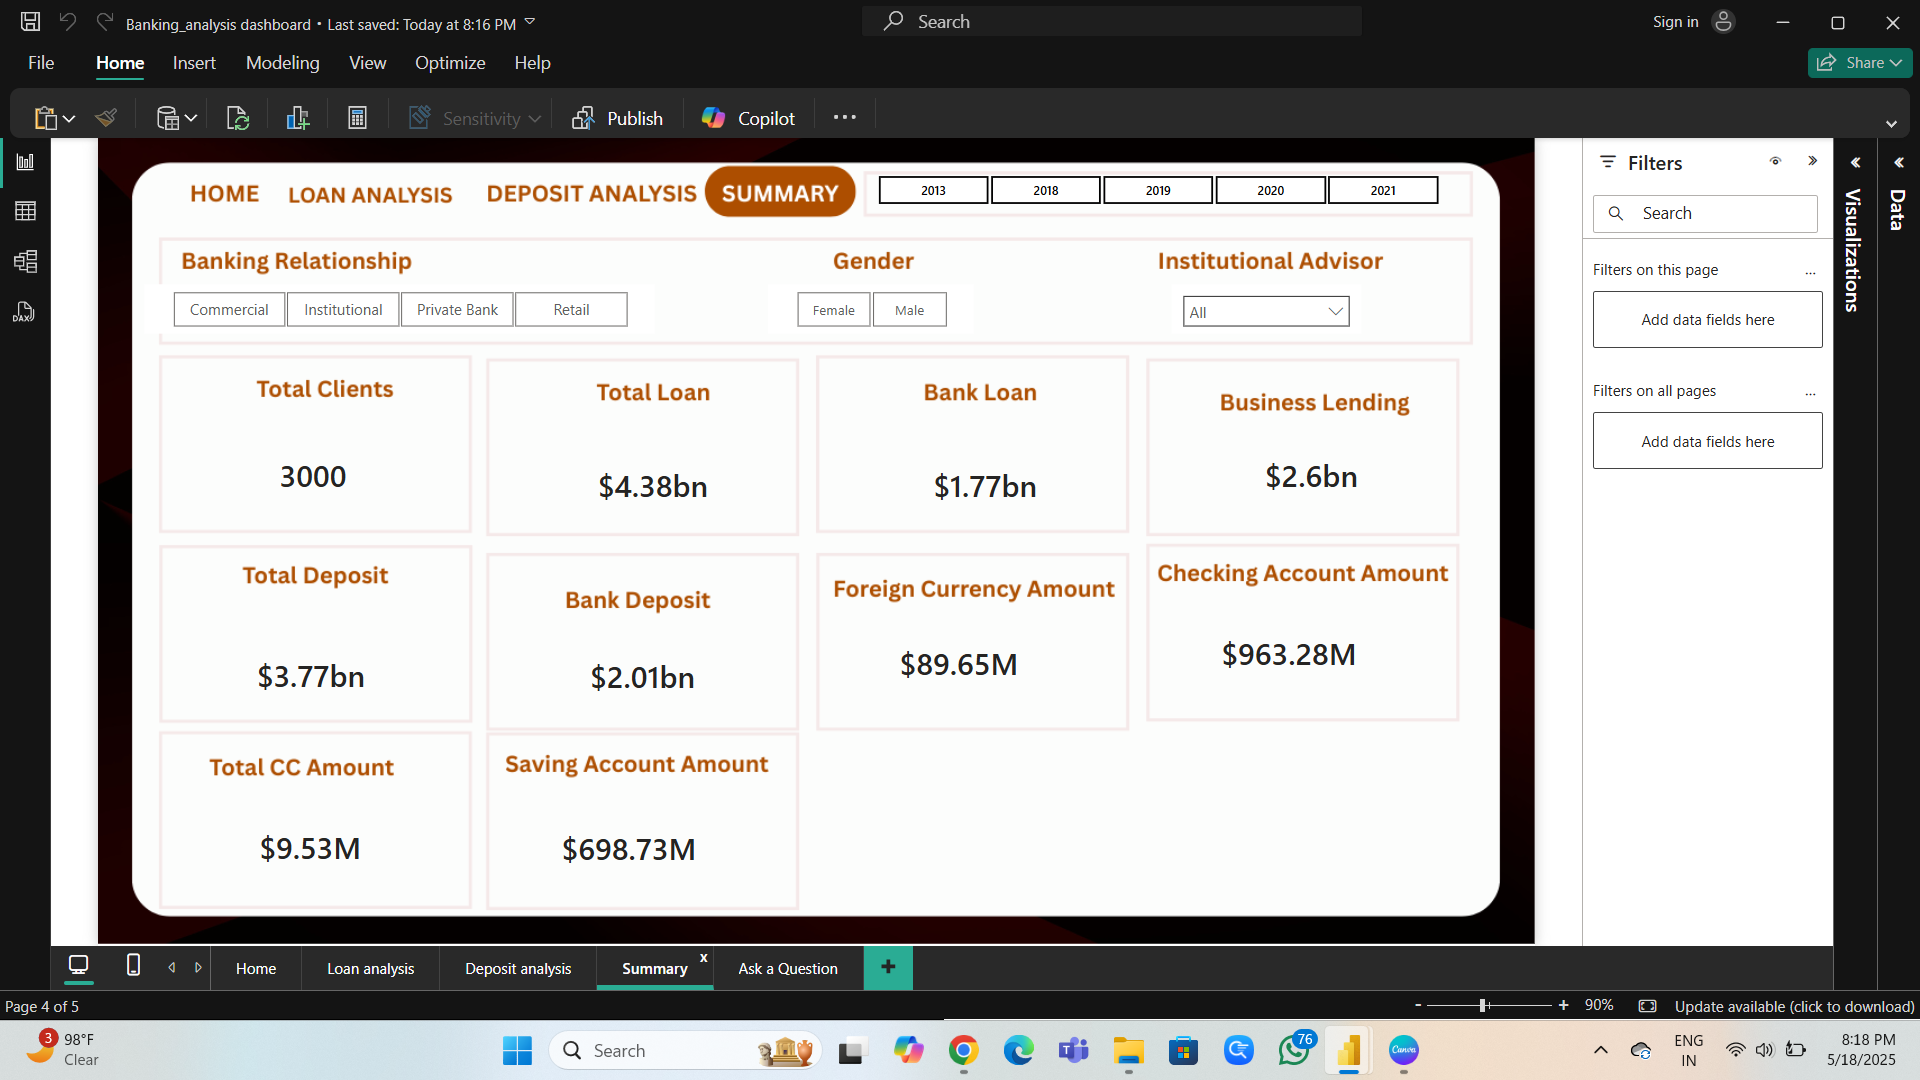 Banking_analysis dashboard • Last saved: Today at 8:16 PM
Search
Sign in
File Home Insert Modeling View Optimize Help
Share
Sensitivity
Publish
Copilot
HOME LOAN ANALYSIS DEPOSIT ANALYSIS SUMMARY
2013 2018 2019 2020 2021
Banking Relationship
Commercial Institutional Private Bank Retail
Gender
Female Male
Institutional Advisor
All
Total Clients
3000
Total Loan
$4.38bn
Bank Loan
$1.77bn
Business Lending
$2.6bn
Total Deposit
$3.77bn
Bank Deposit
$2.01bn
Foreign Currency Amount
$89.65M
Checking Account Amount
$963.28M
Total CC Amount
$9.53M
Saving Account Amount
$698.73M
Filters
Search
Filters on this page
Add data fields here
Filters on all pages
Add data fields here
Visualizations
Data
DAX
Home Loan analysis Deposit analysis Summary x Ask a Question +
Page 4 of 5
- + 90%
Update available (click to download)
3
98°F
Clear
Search
76
Canva
ENG
IN
8:18 PM
5/18/2025